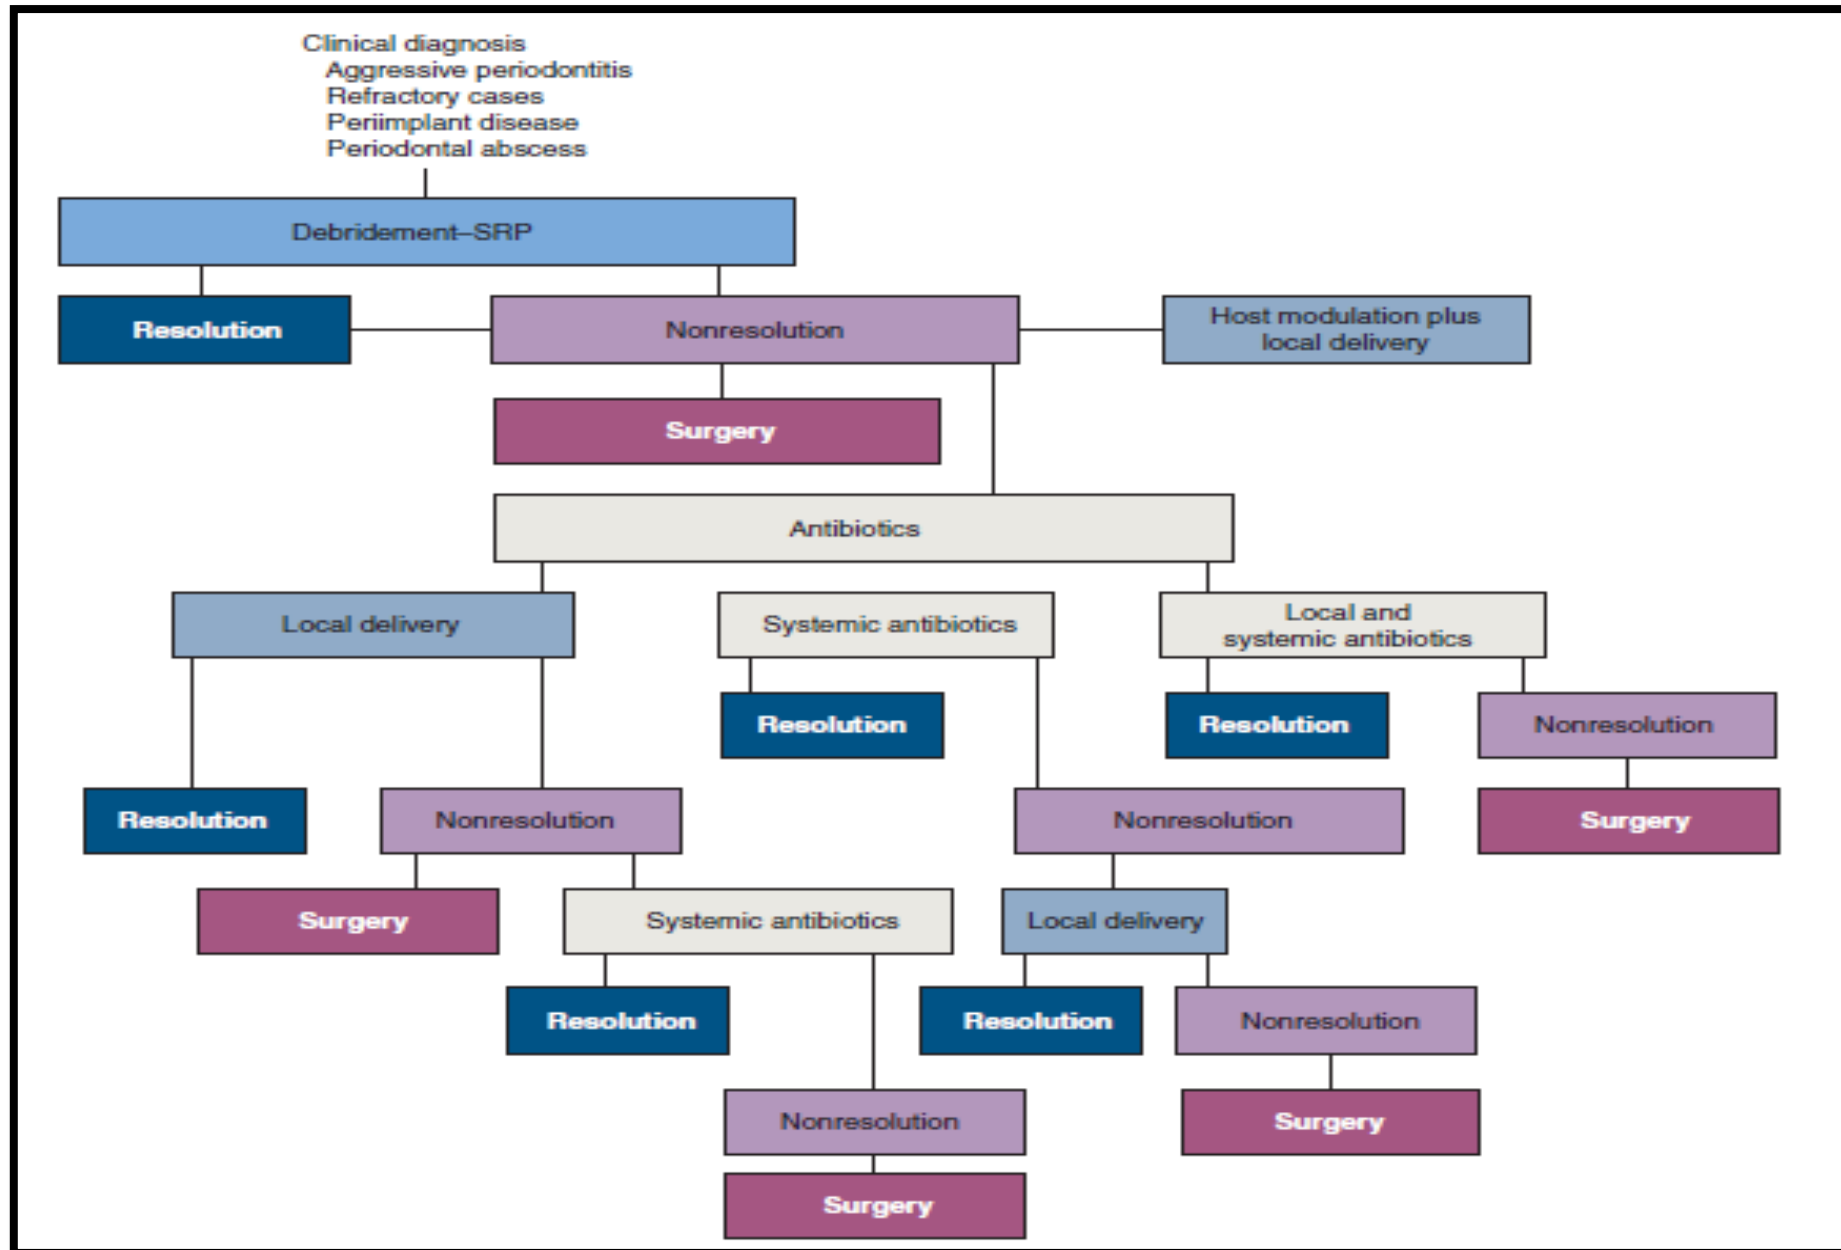 Clinical diagnosis
Aggressive periodontitis
Refractory cases
Periimplant disease
Periodontal abscess
Debridement–SRP
Resolution
Nonresolution
Host modulation plus
local delivery
Surgery
Antibiotics
Local delivery
Systemic antibiotics
Local and
systemic antibiotics
Resolution
Resolution
Nonresolution
Resolution
Nonresolution
Nonresolution
Surgery
Surgery
Systemic antibiotics
Local delivery
Resolution
Resolution
Nonresolution
Nonresolution
Surgery
Surgery